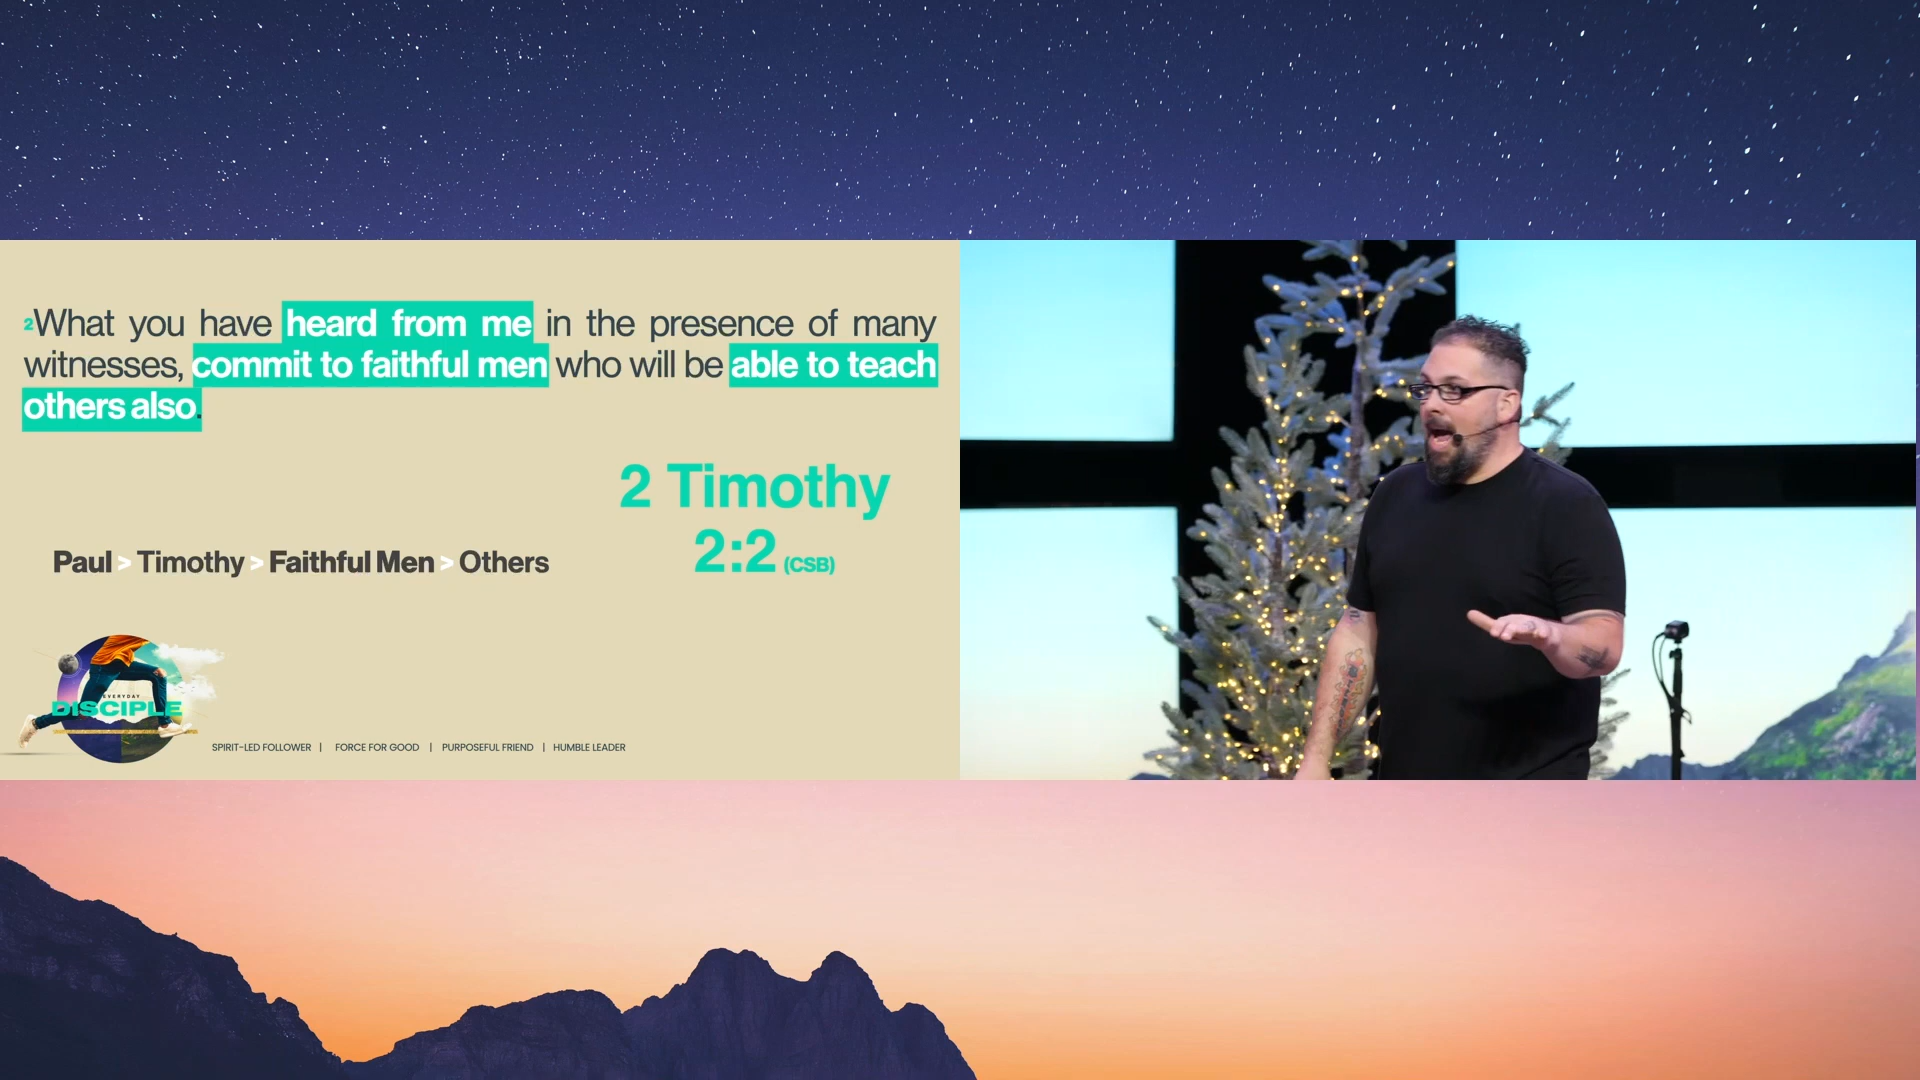 2What you have heard from me in the presence of many
witnesses, commit to faithful men who will be able to teach
others also.
2 Timothy
2:2 (CSB)
Paul > Timothy > Faithful Men > Others
EVERYDAY
DISCIPLE
SPIRIT-LED FOLLOWER | FORCE FOR GOOD | PURPOSEFUL FRIEND | HUMBLE LEADER